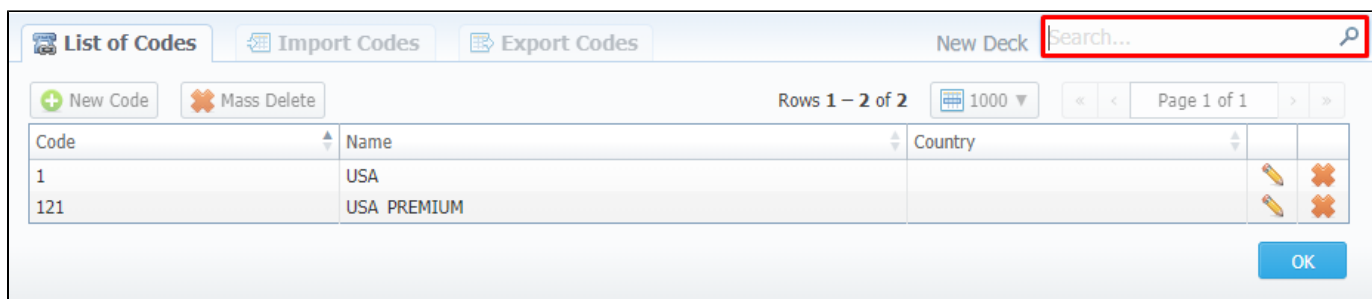 List of Codes Import Codes Export Codes New Deck Search...
New Code Mass Delete Rows 1 – 2 of 2 1000 ▼ « < Page 1 of 1 > »
Code Name Country
1 USA
121 USA PREMIUM
OK